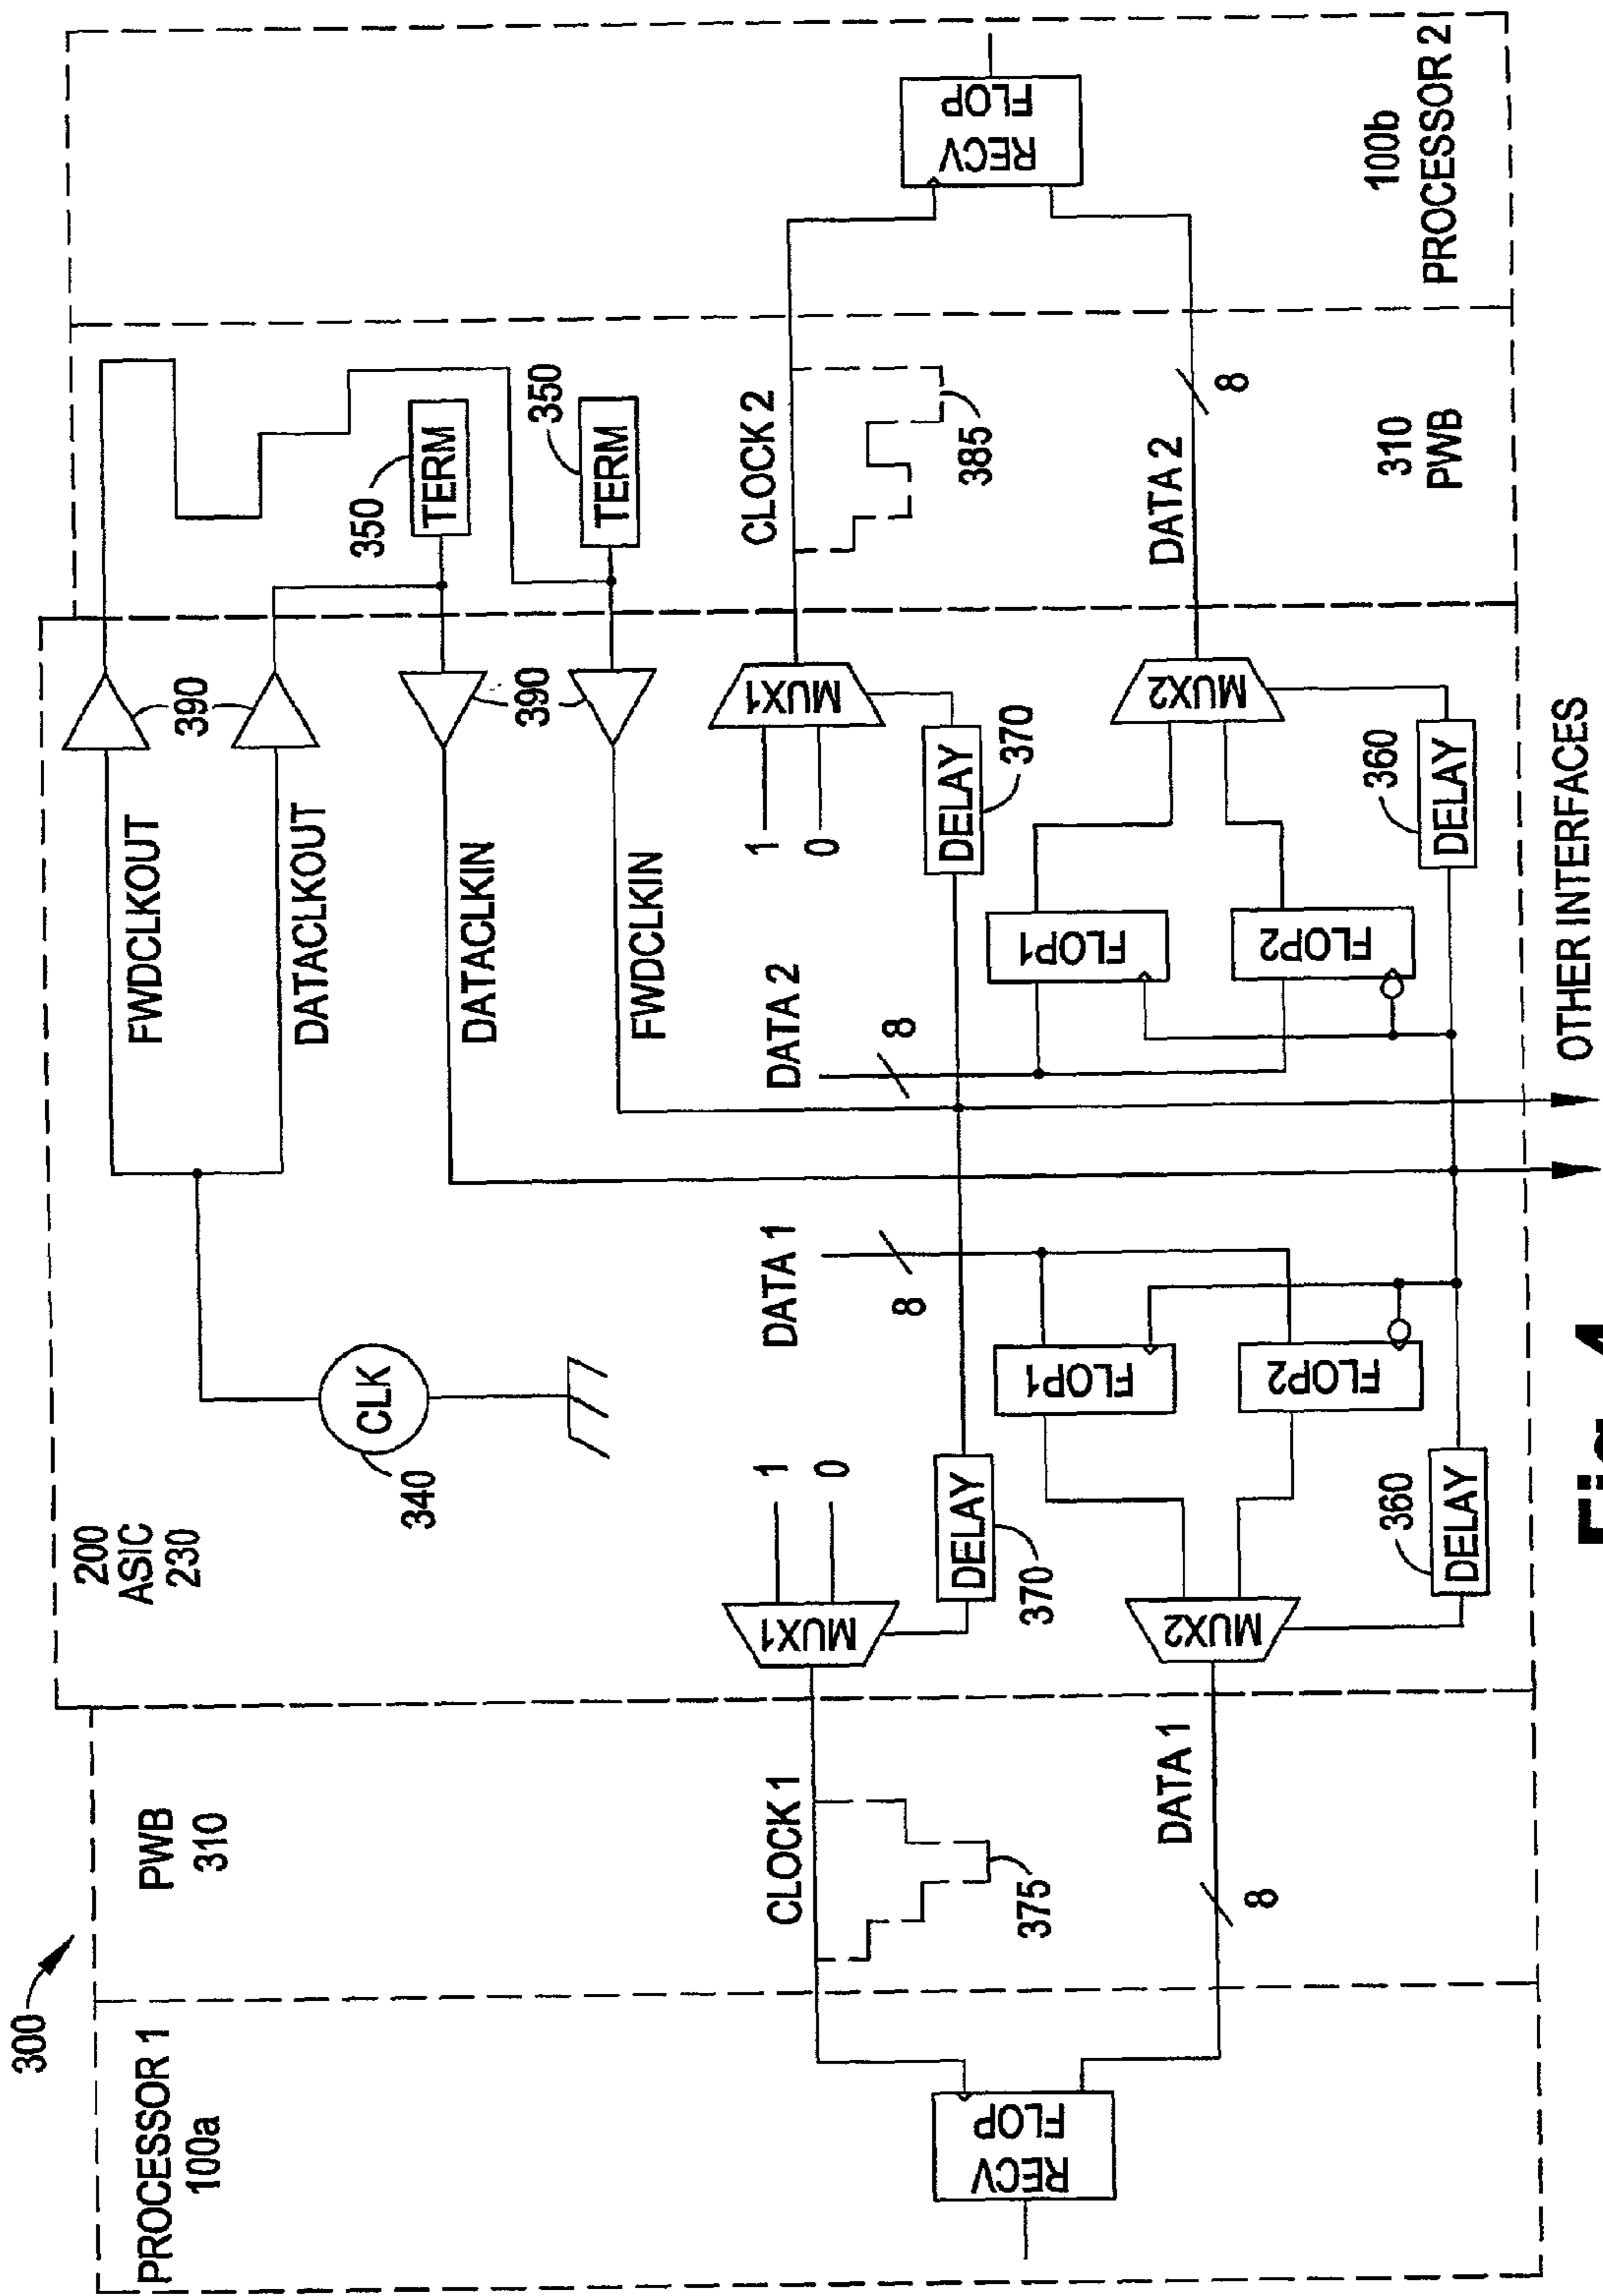 300
PROCESSOR 1
100a
PWB
310
200
ASIC
230
340
CLK
FWDCLKOUT
DATACLKOUT
DATACLKIN
FWDCLKIN
390
390
350
TERM
350
TERM
CLOCK 1
375
MUX1
1
0
DELAY
370
DATA 1
8
DATA 2
8
1
0
MUX1
DELAY
370
CLOCK 2
385
RECV
FLOP
DATA 1
8
MUX2
FLOP1
FLOP2
DELAY
360
FLOP1
FLOP2
MUX2
DELAY
360
DATA 2
8
RECV
FLOP
310
PWB
100b
PROCESSOR 2
OTHER INTERFACES